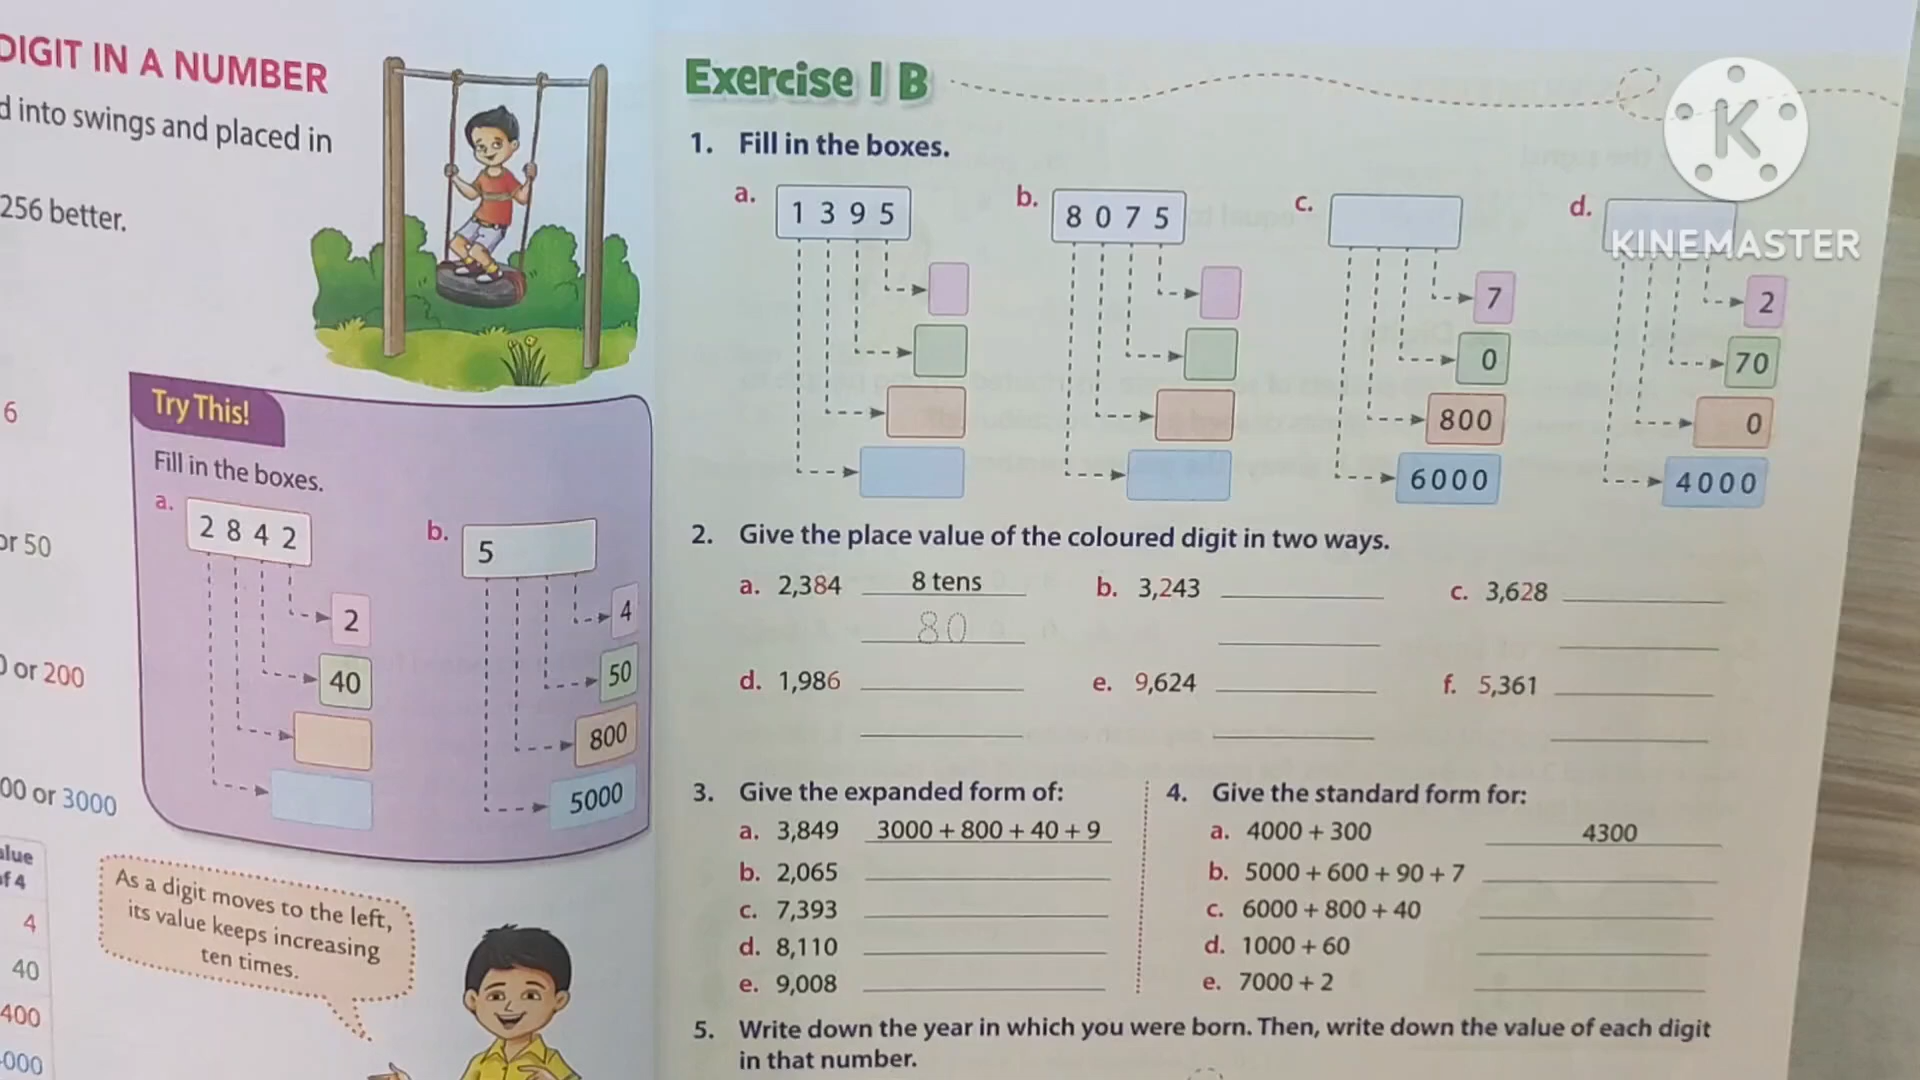 DIGIT IN A NUMBER
d into swings and placed in
256 better.
6
or 50
0 or 200
00 or 3000
alue
of 4
4
40
400
000
Try This!
Fill in the boxes.
a. 2 8 4 2
2
40
b. 5
4
50
800
5000
As a digit moves to the left,
its value keeps increasing
ten times.
Exercise 1 B
1. Fill in the boxes.
a. 1 3 9 5
b. 8 0 7 5
c.
7
0
800
6000
d.
2
70
0
4000
K
KINEMASTER
2. Give the place value of the coloured digit in two ways.
a. 2,384 8 tens b. 3,243 c. 3,628
80
d. 1,986 e. 9,624 f. 5,361
3. Give the expanded form of:
a. 3,849 3000 + 800 + 40 + 9
b. 2,065
c. 7,393
d. 8,110
e. 9,008
4. Give the standard form for:
a. 4000 + 300 4300
b. 5000 + 600 + 90 + 7
c. 6000 + 800 + 40
d. 1000 + 60
e. 7000 + 2
5. Write down the year in which you were born. Then, write down the value of each digit
in that number.